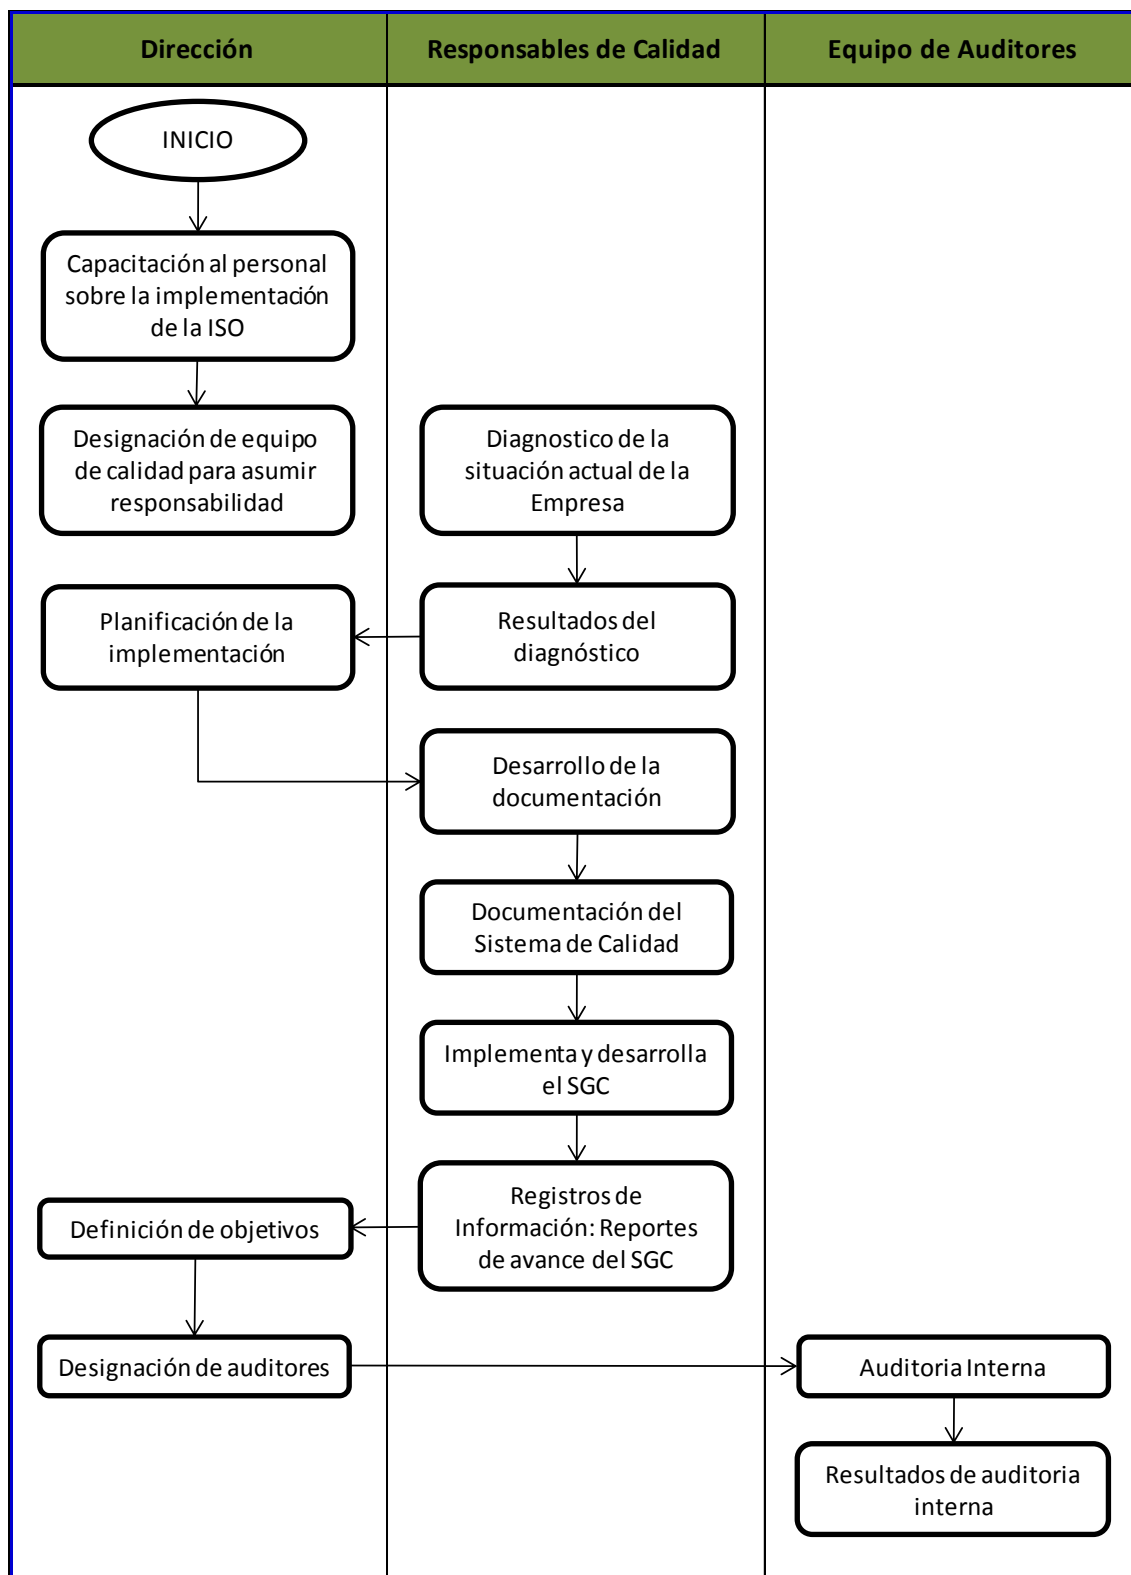 Dirección
Responsables de Calidad
Equipo de Auditores
INICIO
Capacitación al personal
sobre la implementación
de la ISO
Designación de equipo
de calidad para asumir
responsabilidad
Diagnostico de la
situación actual de la
Empresa
Planificación de la
implementación
Resultados del
diagnóstico
Desarrollo de la
documentación
Documentación del
Sistema de Calidad
Implementa y desarrolla
el SGC
Registros de
Información: Reportes
de avance del SGC
Definición de objetivos
Designación de auditores
Auditoria Interna
Resultados de auditoria
interna